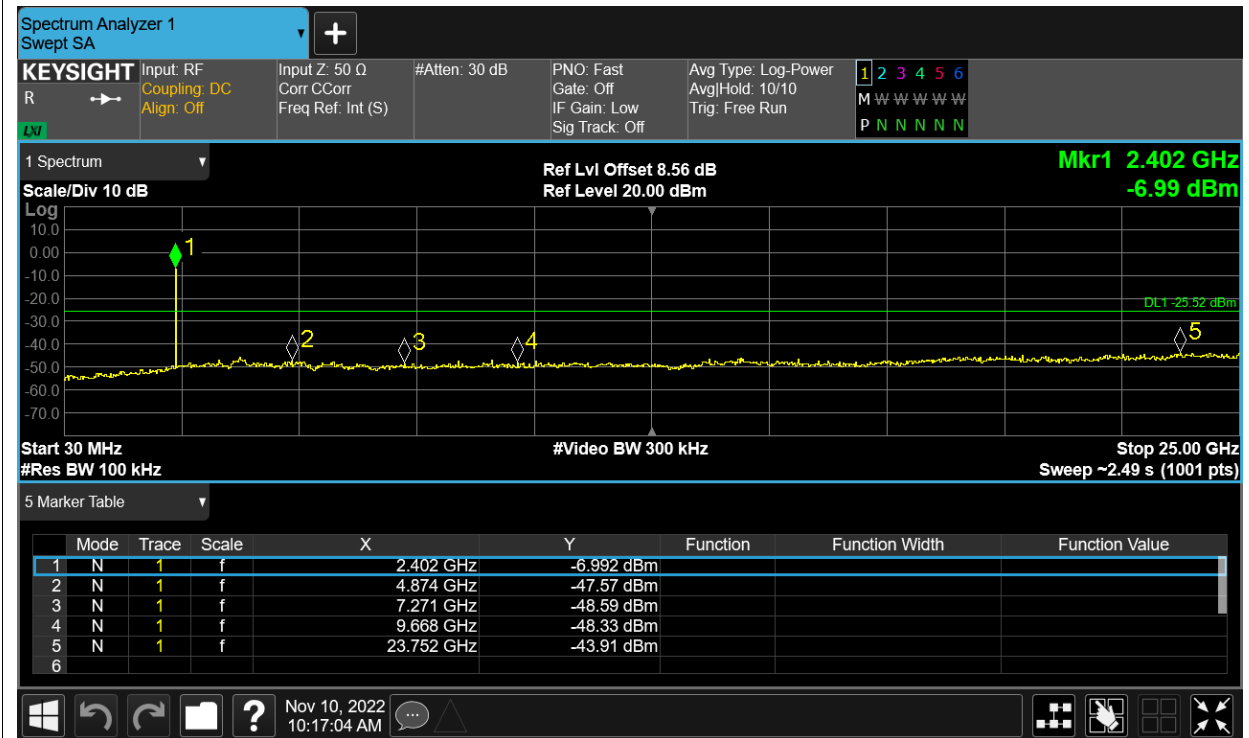 Spectrum Analyzer 1
Swept SA
KEYSIGHT
R
LXI
Input: RF
Coupling: DC
Align: Off
Input Z: 50 Ω
Corr CCorr
Freq Ref: Int (S)
#Atten: 30 dB
PNO: Fast
Gate: Off
IF Gain: Low
Sig Track: Off
Avg Type: Log-Power
Avg|Hold: 10/10
Trig: Free Run
1 2 3 4 5 6
M W W W W W
P N N N N N
1 Spectrum
Scale/Div 10 dB
Ref Lvl Offset 8.56 dB
Ref Level 20.00 dBm
Mkr1 2.402 GHz
-6.99 dBm
Log
10.0
0.00
-10.0
-20.0
-30.0
-40.0
-50.0
-60.0
-70.0
1
2
3
4
5
DL1 -25.52 dBm
Start 30 MHz
#Video BW 300 kHz
Stop 25.00 GHz
#Res BW 100 kHz
Sweep ~2.49 s (1001 pts)
5 Marker Table
Mode Trace Scale X Y Function Function Width Function Value
1 N 1 f 2.402 GHz -6.992 dBm
2 N 1 f 4.874 GHz -47.57 dBm
3 N 1 f 7.271 GHz -48.59 dBm
4 N 1 f 9.668 GHz -48.33 dBm
5 N 1 f 23.752 GHz -43.91 dBm
6
?
Nov 10, 2022
10:17:04 AM